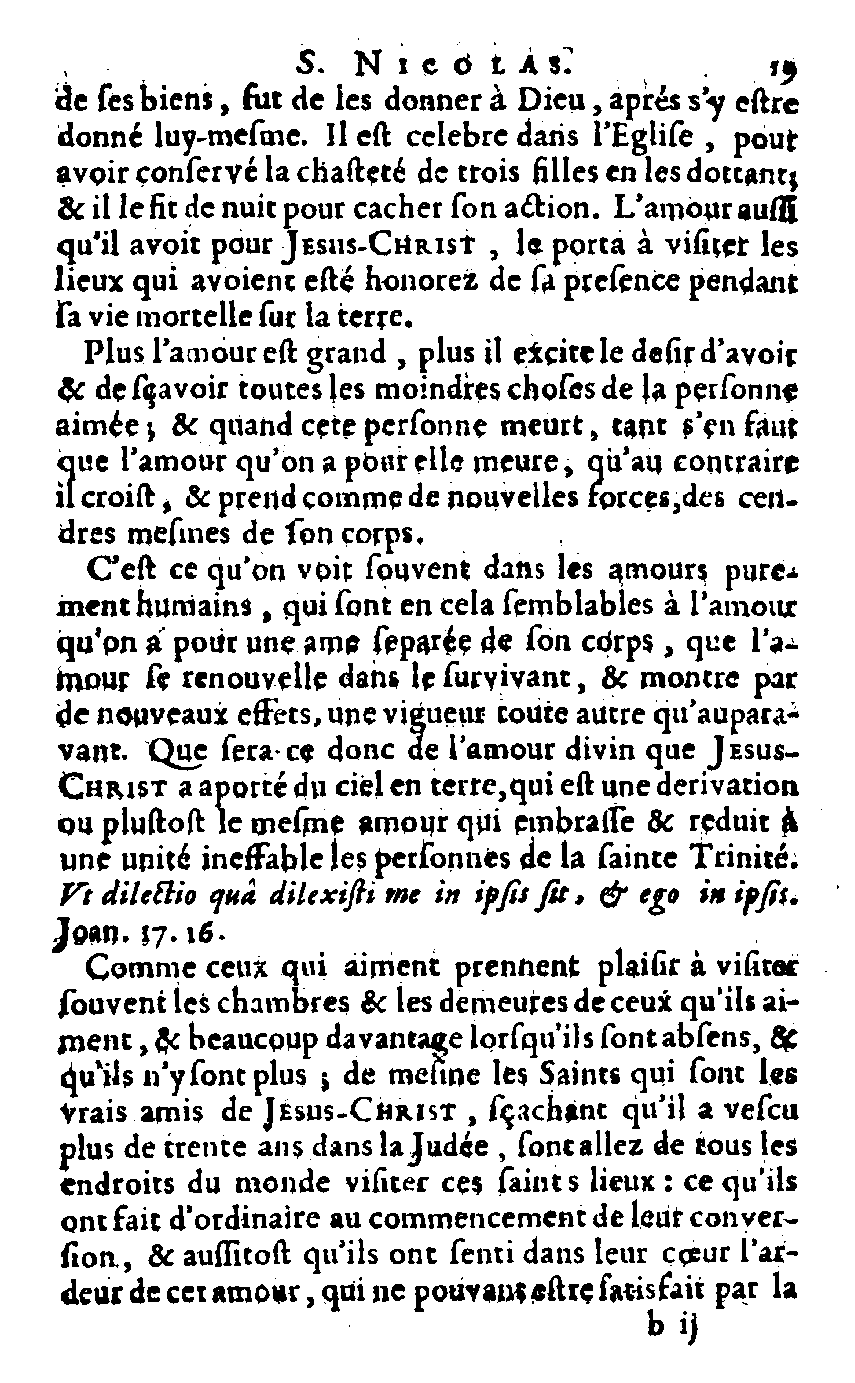 S. NICOLAS. 19
de ſes biens, fut de les donner à Dieu, aprés s'y eſtre
donné luy-meſme. Il eſt celebre dans l'Egliſe, pour
avoir conſervé la chaſteté de trois filles en les dottant;
& il le fit de nuit pour cacher ſon action. L'amour auſſi
qu'il avoit pour JESUS-CHRIST, le porta à viſiter les
lieux qui avoient eſté honorez de ſa preſence pendant
ſa vie mortelle ſur la terre.
Plus l'amour eſt grand, plus il excite le deſir d'avoir
& de ſçavoir toutes les moindres choſes de la perſonne
aimée; & quand cete perſonne meurt, tant s'en faut
que l'amour qu'on a pour elle meure, qu'au contraire
il croiſt, & prend comme de nouvelles forces, des cen-
dres meſmes de ſon corps.
C'eſt ce qu'on voit ſouvent dans les amours pure-
ment humains, qui ſont en cela ſemblables à l'amour
qu'on a pour une ame ſeparée de ſon corps, que l'a-
mour ſe renouvelle dans le ſurvivant, & montre par
de nouveaux effets, une vigueur toute autre qu'aupara-
vant. Que ſera-ce donc de l'amour divin que JESUS-
CHRIST a aporté du ciel en terre, qui eſt une derivation
ou pluſtoſt le meſme amour qui embraſſe & reduit à
une unité ineffable les perſonnes de la ſainte Trinité.
Vt dilectio quâ dilexiſti me in ipſis ſit, & ego in ipſis.
Joan. 17. 16.
Comme ceux qui aiment prennent plaiſir à viſiter
ſouvent les chambres & les demeures de ceux qu'ils ai-
ment, & beaucoup davantage lorſqu'ils ſont abſens, &
qu'ils n'y ſont plus; de meſme les Saints qui ſont les
vrais amis de JESUS-CHRIST, ſçachant qu'il a veſcu
plus de trente ans dans la Judée, ſont allez de tous les
endroits du monde viſiter ces ſaints lieux: ce qu'ils
ont fait d'ordinaire au commencement de leur conver-
ſion, & auſſitoſt qu'ils ont ſenti dans leur cœur l'ar-
deur de cet amour, qui ne pouvant eſtre ſatisfait par la
b ij